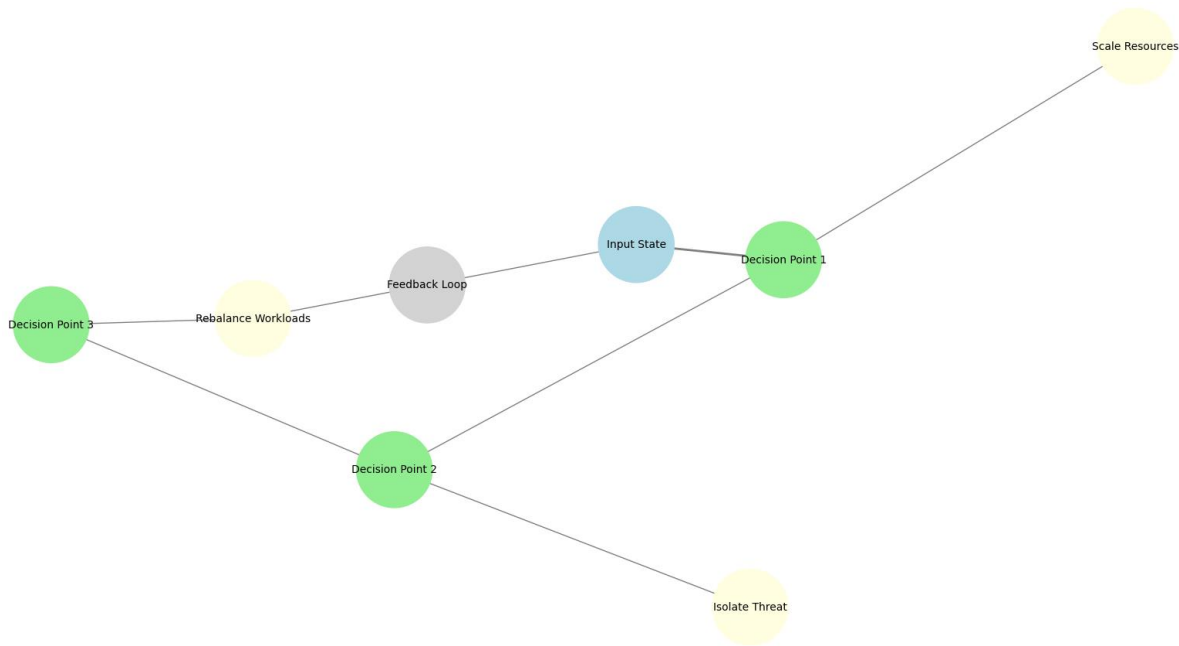 Scale Resources
Input State
Decision Point 1
Feedback Loop
Rebalance Workloads
Decision Point 3
Decision Point 2
Isolate Threat